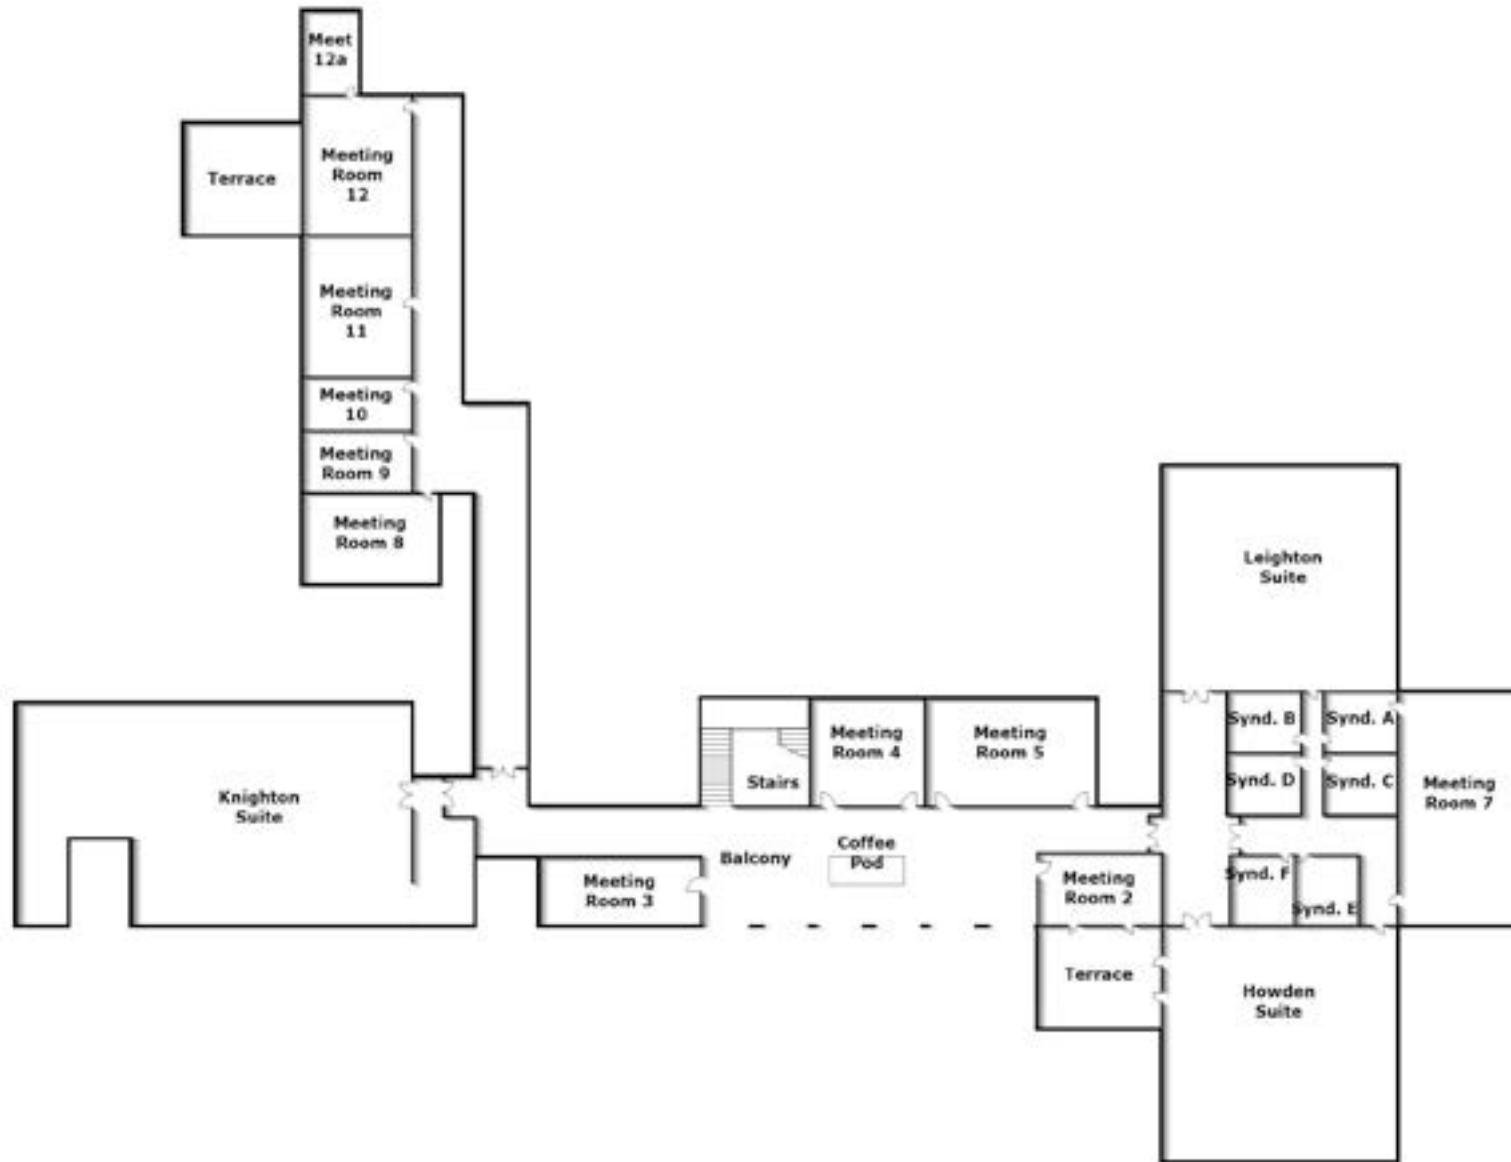 Meet
12a
Terrace
Meeting
Room
12
Meeting
Room
11
Meeting
10
Meeting
Room 9
Meeting
Room 8
Leighton
Suite
Knighton
Suite
Stairs
Meeting
Room 4
Meeting
Room 5
Synd. B
Synd. A
Synd. D
Synd. C
Meeting
Room 7
Balcony
Coffee
Pod
Meeting
Room 3
Meeting
Room 2
Synd. F
Synd. E
Terrace
Howden
Suite